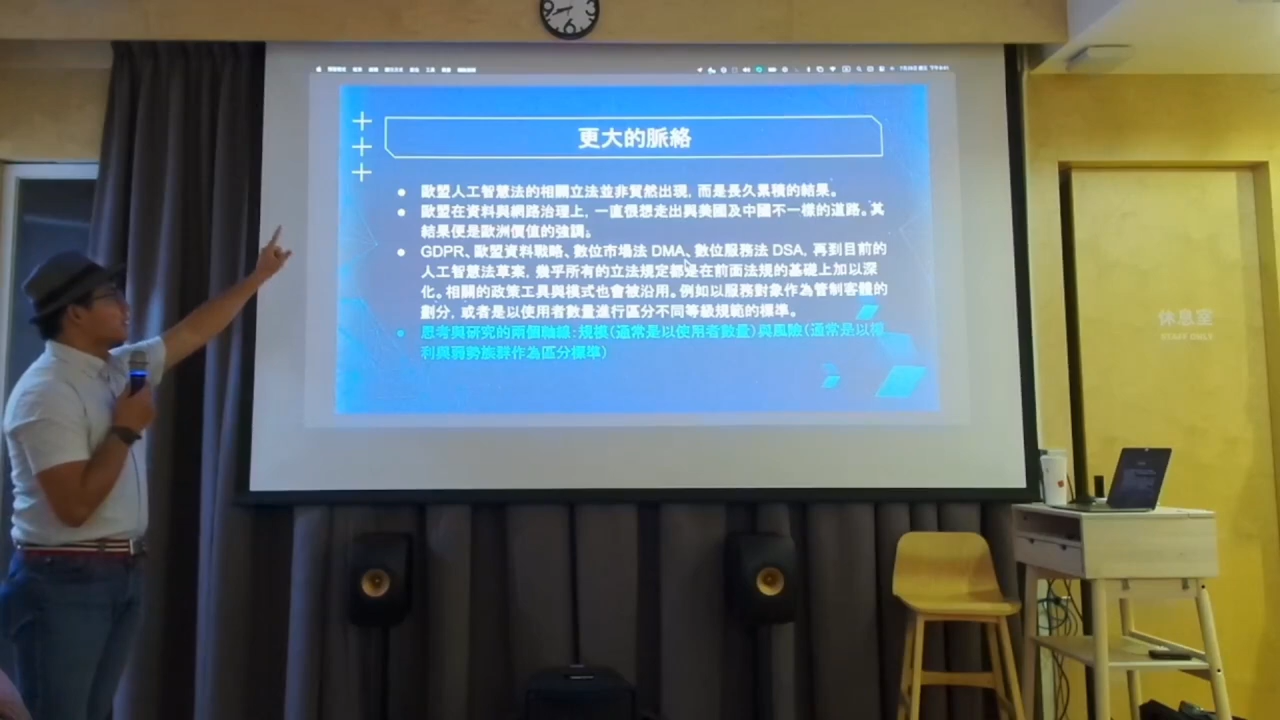 更大的脈絡
歐盟人工智慧法的相關立法並非貿然出現，而是長久累積的結果。
歐盟在資料與網路治理上，一直很想走出與美國及中國不一樣的道路。其
結果便是歐洲價值的強調。
GDPR、歐盟資料戰略、數位市場法 DMA、數位服務法 DSA，再到目前的
人工智慧法草案，幾乎所有的立法規定都是在前面法規的基礎上加以深
化。相關的政策工具與模式也會被沿用。例如以服務對象作為管制客體的
劃分，或者是以使用者數量進行區分不同等級規範的標準。
思考與研究的兩個軸線：規模（通常是以使用者數量）與風險（通常是以權
利與弱勢族群作為區分標準）
休息室
STAFF ONLY